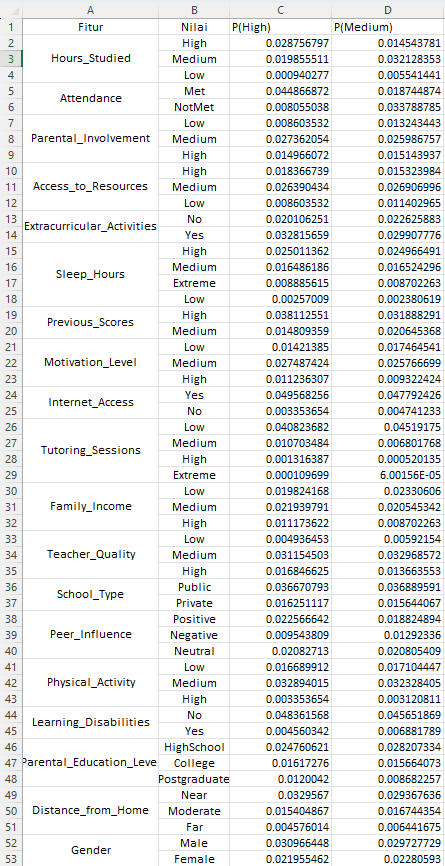 A B C D
1 Fitur Nilai P(High) P(Medium)
2 High 0.028756797 0.014543781
3 Hours_Studied Medium 0.019855511 0.032128353
4 Low 0.000940277 0.005541441
5 Attendance Met 0.044866872 0.018744874
6 NotMet 0.008055038 0.033788785
7 Low 0.008603532 0.013243443
8 Parental_Involvement Medium 0.027362054 0.025986757
9 High 0.014966072 0.015143937
10 High 0.018366739 0.015323984
11 Access_to_Resources Medium 0.026390434 0.026906996
12 Low 0.008603532 0.011402965
13 Extracurricular_Activities No 0.020106251 0.022625883
14 Yes 0.032815659 0.029907776
15 High 0.025011362 0.024966491
16 Sleep_Hours Medium 0.016486186 0.016524296
17 Extreme 0.008885615 0.008702263
18 Low 0.00257009 0.002380619
19 Previous_Scores High 0.038112551 0.031888291
20 Medium 0.014809359 0.020645368
21 Low 0.01421385 0.017464541
22 Motivation_Level Medium 0.027487424 0.025766699
23 High 0.011236307 0.009322424
24 Internet_Access Yes 0.049568256 0.047792426
25 No 0.003353654 0.004741233
26 Low 0.040823682 0.04519175
27 Tutoring_Sessions Medium 0.010703484 0.006801768
28 High 0.001316387 0.000520135
29 Extreme 0.000109699 6.00156E-05
30 Low 0.019824168 0.02330606
31 Family_Income Medium 0.021939791 0.020545342
32 High 0.011173622 0.008702263
33 Low 0.004936453 0.00592154
34 Teacher_Quality Medium 0.031154503 0.032968572
35 High 0.016846625 0.013663553
36 School_Type Public 0.036670793 0.036889591
37 Private 0.016251117 0.015644067
38 Positive 0.022566642 0.018824894
39 Peer_Influence Negative 0.009543809 0.01292336
40 Neutral 0.02082713 0.020805409
41 Low 0.016689912 0.017104447
42 Physical_Activity Medium 0.032894015 0.032328405
43 High 0.003353654 0.003120811
44 Learning_Disabilities No 0.048361568 0.045651869
45 Yes 0.004560342 0.006881789
46 HighSchool 0.024760621 0.028207334
47 Parental_Education_Leve College 0.01617276 0.015664073
48 Postgraduate 0.0120042 0.008682257
49 Near 0.0329567 0.029367636
50 Distance_from_Home Moderate 0.015404867 0.016744354
51 Far 0.004576014 0.006441675
52 Gender Male 0.030966448 0.029727729
53 Female 0.021955462 0.02280593